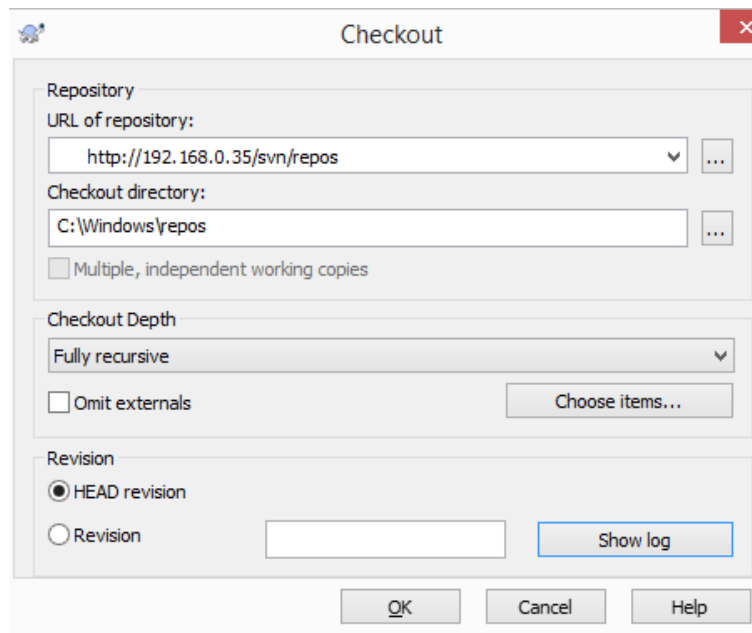 Checkout
Repository
URL of repository:
http://192.168.0.35/svn/repos
...
Checkout directory:
C:\Windows\repos
...
Multiple, independent working copies
Checkout Depth
Fully recursive
Omit externals
Choose items...
Revision
HEAD revision
Revision
Show log
OK
Cancel
Help